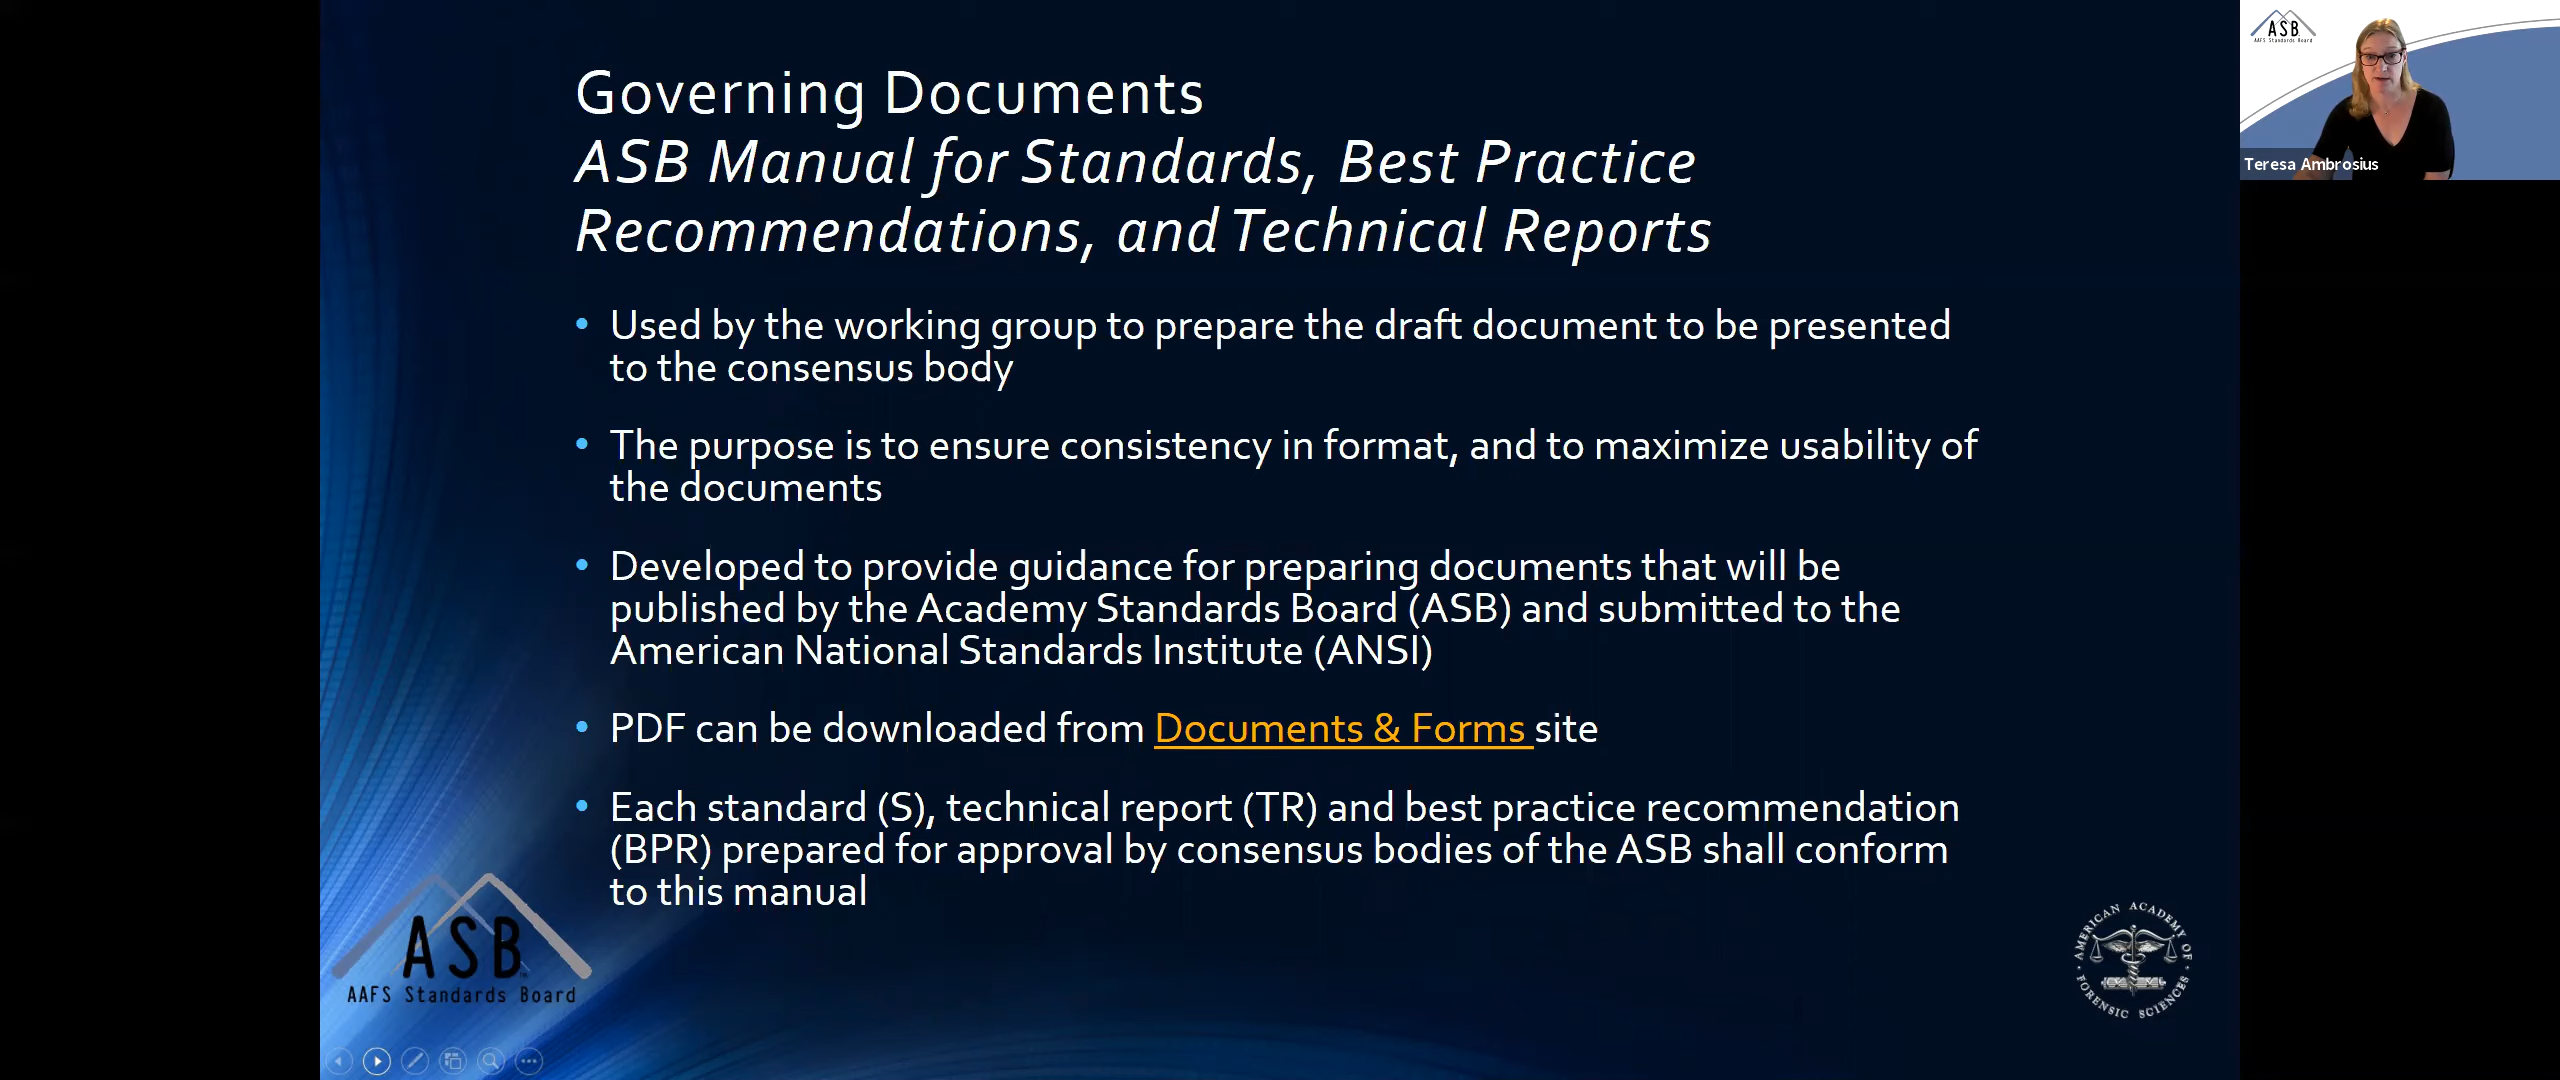 Governing Documents
ASB Manual for Standards, Best Practice
Recommendations, and Technical Reports
• Used by the working group to prepare the draft document to be presented
to the consensus body
• The purpose is to ensure consistency in format, and to maximize usability of
the documents
• Developed to provide guidance for preparing documents that will be
published by the Academy Standards Board (ASB) and submitted to the
American National Standards Institute (ANSI)
• PDF can be downloaded from Documents & Forms site
• Each standard (S), technical report (TR) and best practice recommendation
(BPR) prepared for approval by consensus bodies of the ASB shall conform
to this manual
ASB
AAFS Standards Board
AMERICAN ACADEMY OF
FORENSIC SCIENCES
ASB
AAFS Standards Board
Teresa Ambrosius